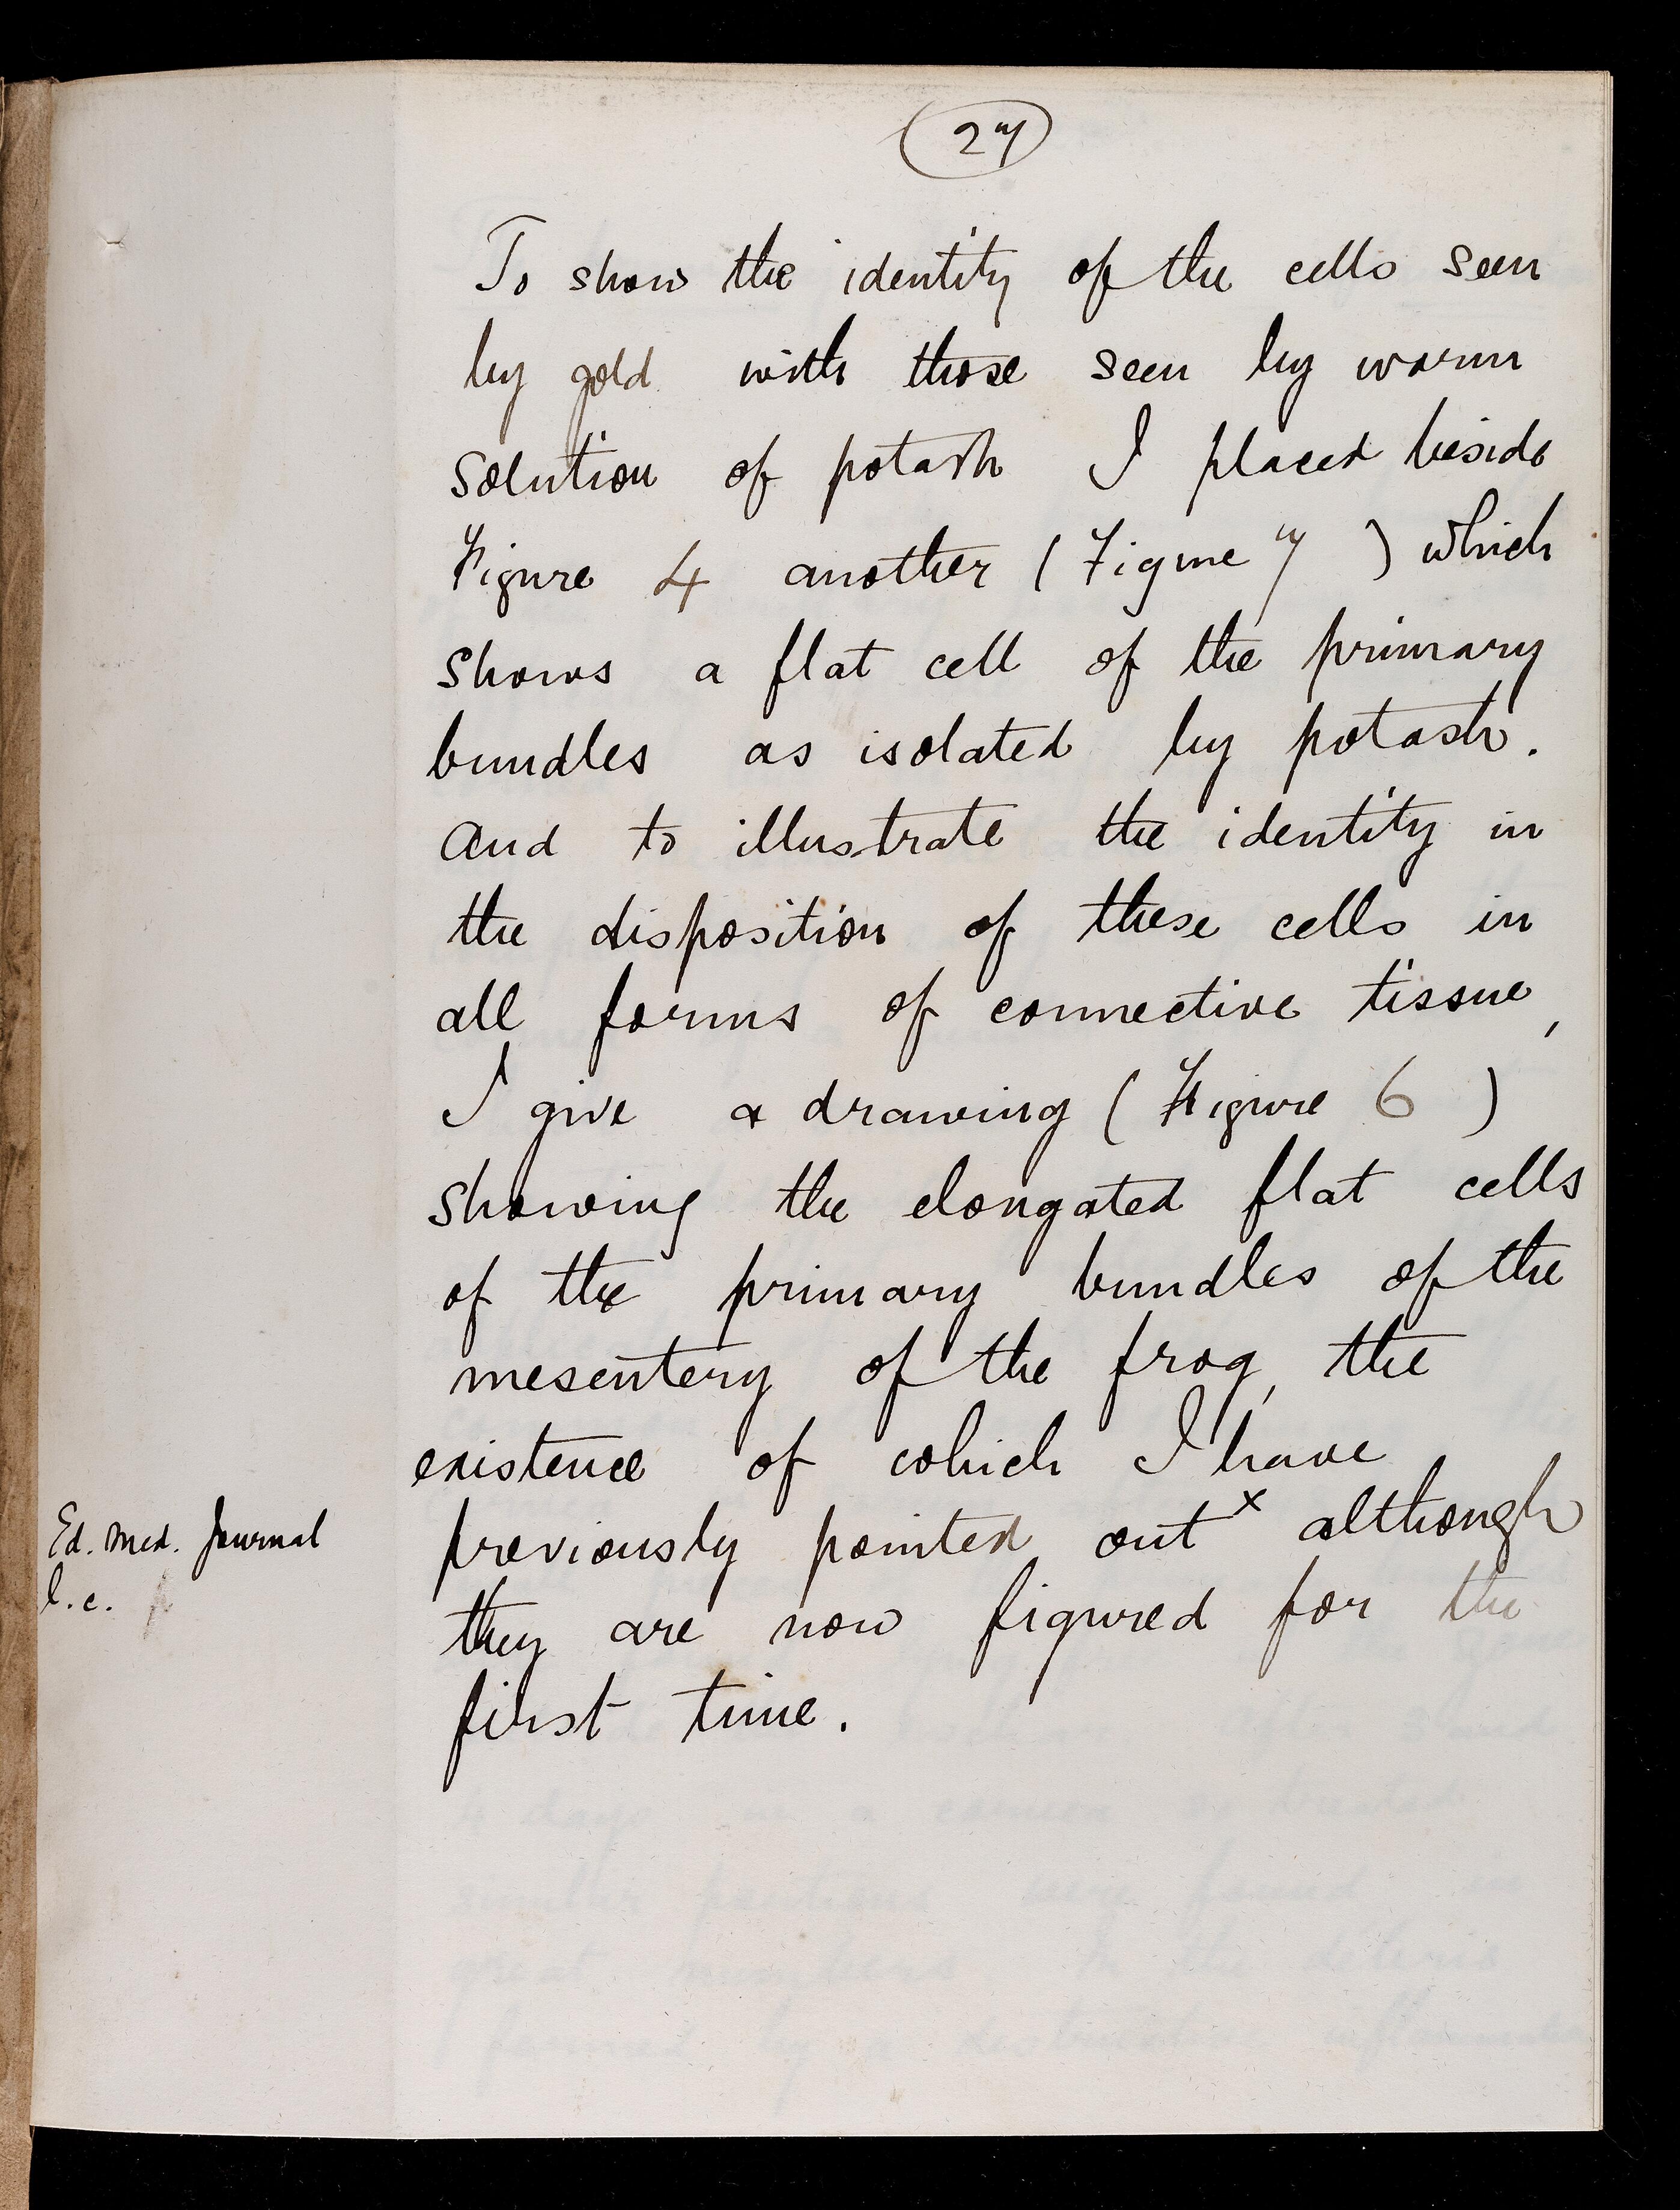 27
To show the identity of the cells seen
by gold with those seen by warm
solution of potash I placed beside
Figure 4 another (Figure 7 ) which
shows a flat cell of the primary
bundles as isolated by potash.
And to illustrate the identity in
the disposition of these cells in
all forms of connective tissue,
I give a drawing (Figure 6 )
showing the elongated flat cells
of the primary bundles of the
mesentery of the frog, the
existence of which I have
previously pointed out x although
they are now figured for the
first time.
Ed. Med. Journal
l.c.